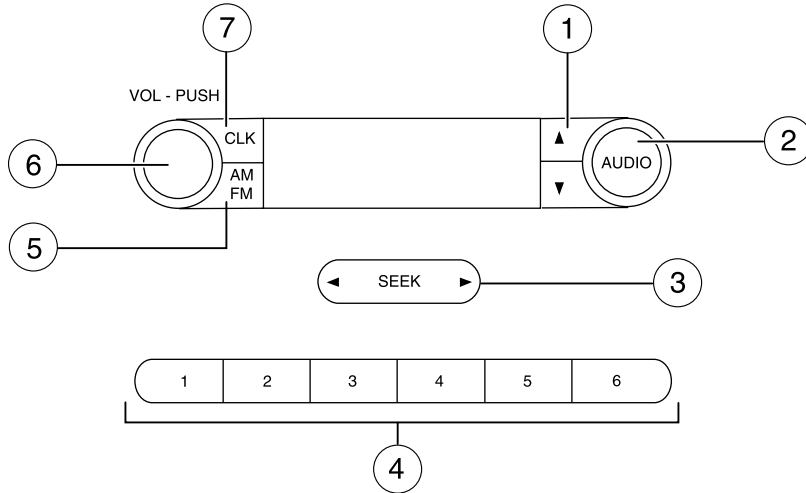 7
1
VOL - PUSH
CLK
▲
2
6
AUDIO
AM
FM
▼
5
◄ SEEK ►
3
1 2 3 4 5 6
4